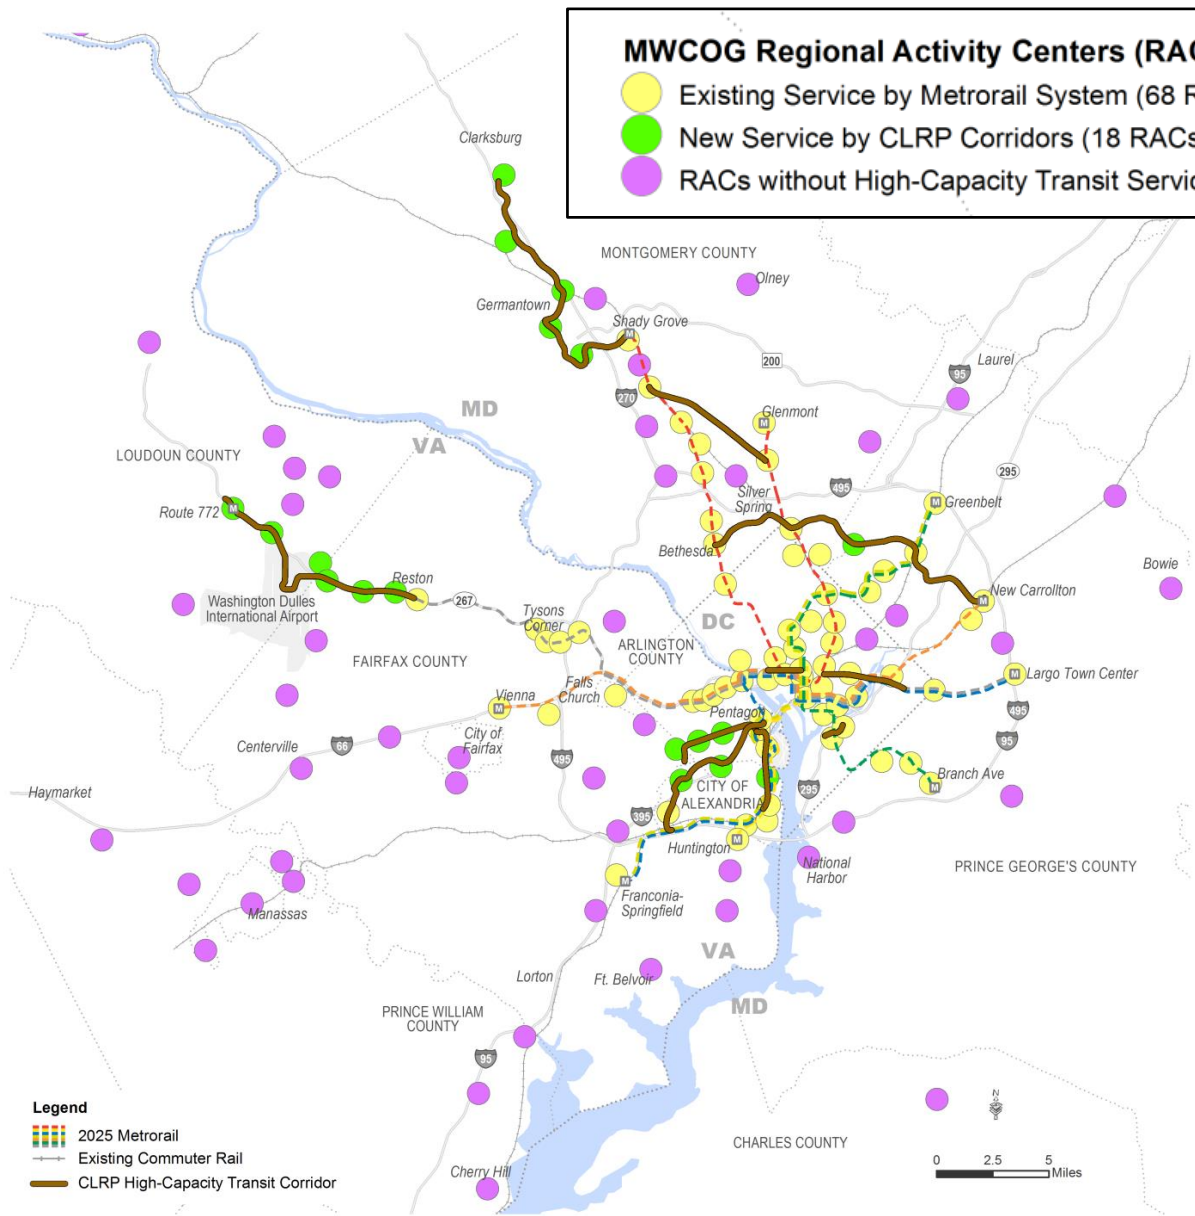 MWCOG Regional Activity Centers (RAC
Existing Service by Metrorail System (68 R
New Service by CLRP Corridors (18 RACs
RACs without High-Capacity Transit Servic
Clarksburg
MONTGOMERY COUNTY
Olney
Germantown
Shady Grove
M
200
Laurel
95
270
MD
VA
Glenmont
M
LOUDOUN COUNTY
295
Silver
Spring
495
Greenbelt
M
Route 772
M
Bethesda
Bowie
Reston
267
New Carrollton
M
Washington Dulles
International Airport
Tysons
Corner
DC
ARLINGTON
COUNTY
FAIRFAX COUNTY
Largo Town Center
M
Falls
Church
Vienna
M
Pentagon
495
City of
Fairfax
Centerville
66
95
495
Branch Ave
M
CITY OF
ALEXANDRIA
295
Haymarket
395
Huntington
M
National
Harbor
PRINCE GEORGE'S COUNTY
Franconia-
Springfield
M
Manassas
VA
Lorton
Ft. Belvoir
MD
PRINCE WILLIAM
COUNTY
95
N
CHARLES COUNTY
Cherry Hill
0 2.5 5
Miles
Legend
2025 Metrorail
Existing Commuter Rail
CLRP High-Capacity Transit Corridor